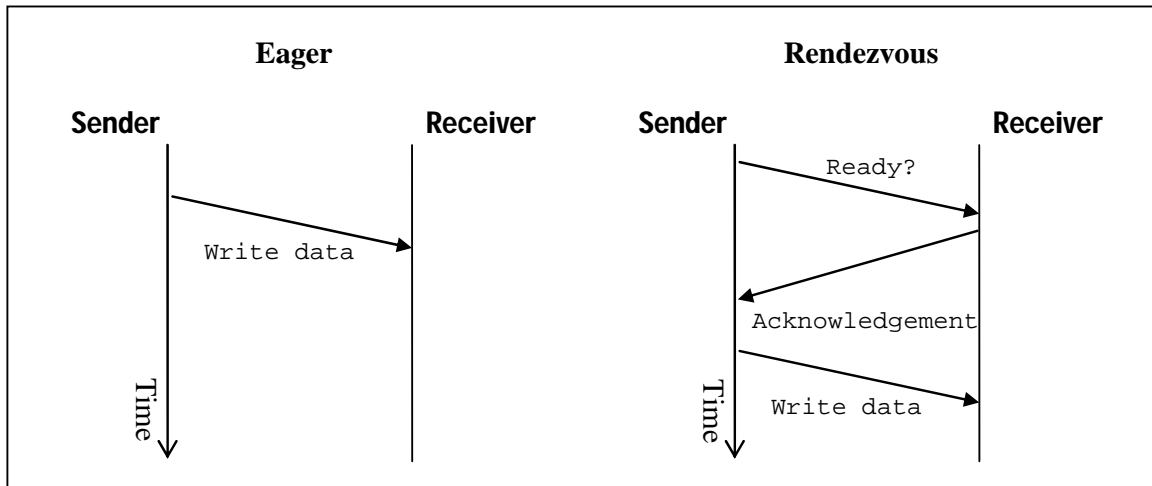 Eager
Rendezvous
Sender
Receiver
Sender
Receiver
Ready?
Write data
Acknowledgement
Write data
Time
Time